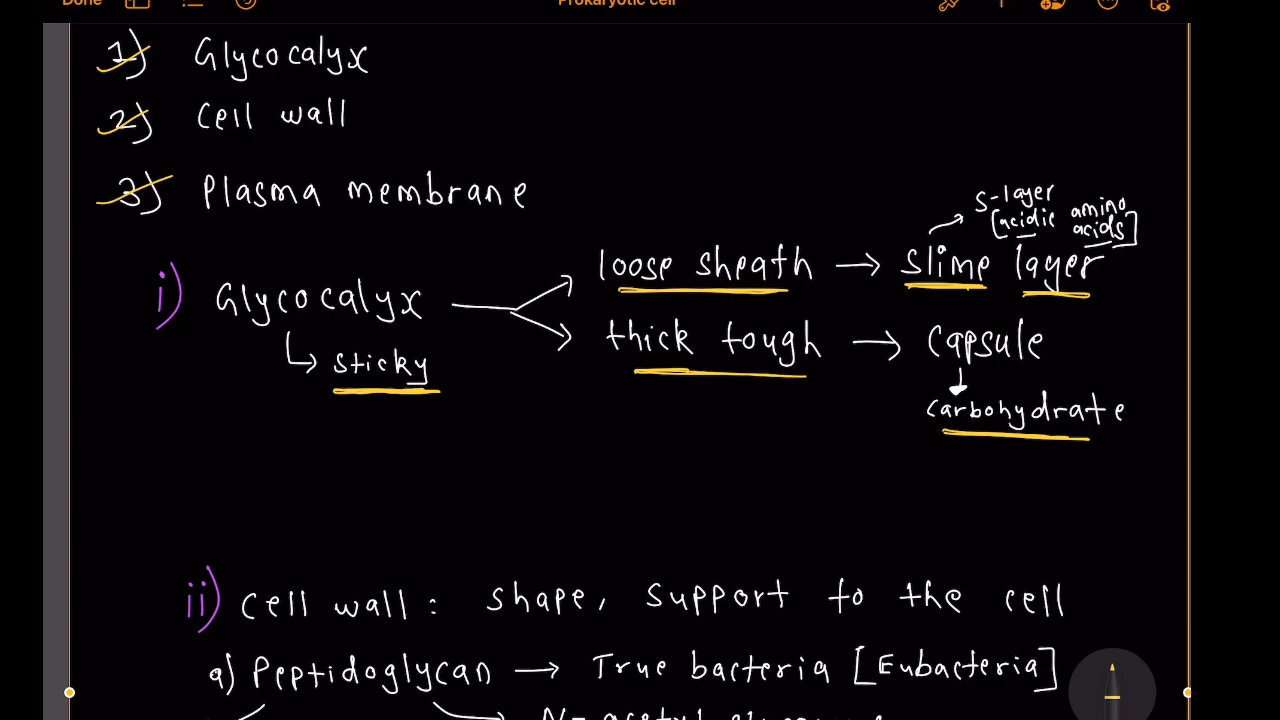 Done Prokaryotic cell
1) Glycocalyx
2) Cell wall
3) Plasma membrane
S-layer
[acidic amino acids]
i) Glycocalyx → loose sheath → slime layer
→ sticky
thick tough → capsule
→ carbohydrate
ii) Cell wall : shape, support to the cell
a) Peptidoglycan → True bacteria [Eubacteria]
N-acetyl